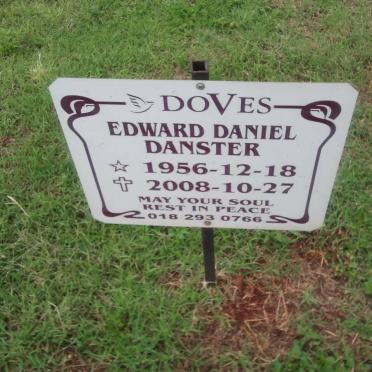 DOVES
EDWARD DANIEL
DANSTER
1956-12-18
2008-10-27
MAY YOUR SOUL
REST IN PEACE
018 293 0766